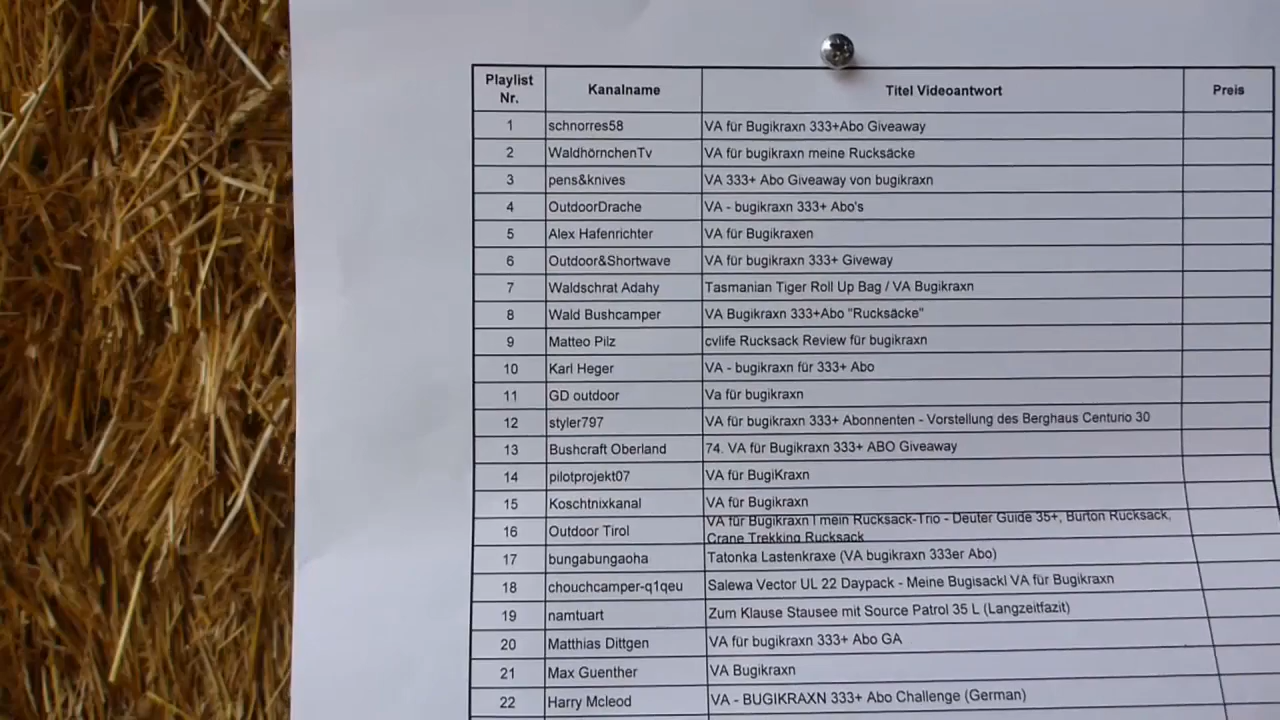 Playlist Nr. Kanalname Titel Videoantwort Preis
1 schnorres58 VA für Bugikraxn 333+Abo Giveaway
2 WaldhörnchenTv VA für bugikraxn meine Rucksäcke
3 pens&knives VA 333+ Abo Giveaway von bugikraxn
4 OutdoorDrache VA - bugikraxn 333+ Abo's
5 Alex Hafenrichter VA für Bugikraxen
6 Outdoor&Shortwave VA für bugikraxn 333+ Giveway
7 Waldschrat Adahy Tasmanian Tiger Roll Up Bag / VA Bugikraxn
8 Wald Bushcamper VA Bugikraxn 333+Abo "Rucksäcke"
9 Matteo Pilz cvlife Rucksack Review für bugikraxn
10 Karl Heger VA - bugikraxn für 333+ Abo
11 GD outdoor Va für bugikraxn
12 styler797 VA für bugikraxn 333+ Abonnenten - Vorstellung des Berghaus Centurio 30
13 Bushcraft Oberland 74. VA für Bugikraxn 333+ ABO Giveaway
14 pilotprojekt07 VA für BugiKraxn
15 Koschtnixkanal VA für Bugikraxn
16 Outdoor Tirol VA für Bugikraxn I mein Rucksack-Trio - Deuter Guide 35+, Burton Rucksack,
Crane Trekking Rucksack
17 bungabungaoha Tatonka Lastenkraxe (VA bugikraxn 333er Abo)
18 chouchcamper-q1qeu Salewa Vector UL 22 Daypack - Meine Bugisackl VA für Bugikraxn
19 namtuart Zum Klause Stausee mit Source Patrol 35 L (Langzeitfazit)
20 Matthias Dittgen VA für bugikraxn 333+ Abo GA
21 Max Guenther VA Bugikraxn
22 Harry Mcleod VA - BUGIKRAXN 333+ Abo Challenge (German)